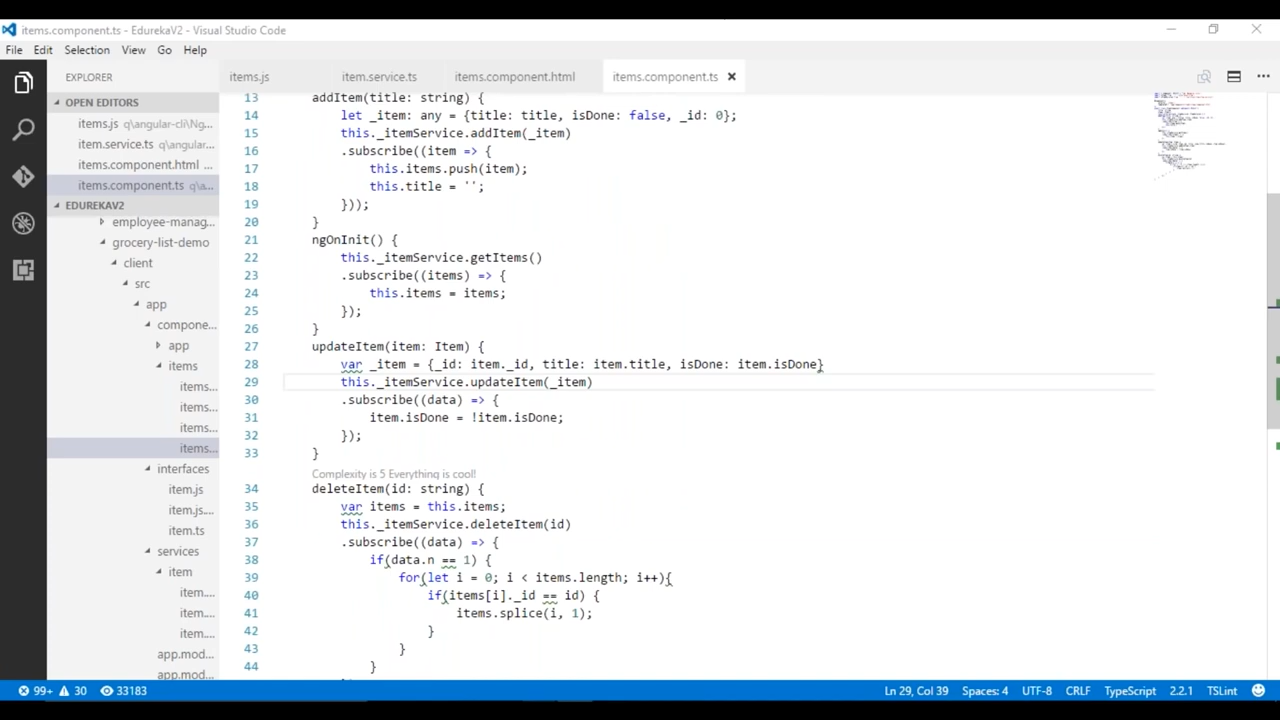 items.component.ts - EdurekaV2 - Visual Studio Code
File Edit Selection View Go Help
EXPLORER
items.js item.service.ts items.component.html items.component.ts
OPEN EDITORS
items.js q\angular-cli\Ng...
item.service.ts q\angular...
items.component.html ...
items.component.ts q\a...
EDUREKAV2
employee-manag...
grocery-list-demo
client
src
app
compone...
app
items
items...
items...
items...
items...
interfaces
item.js
item.js....
item.ts
services
item
item....
item....
item....
app.mod...
app.mod...
13 addItem(title: string) {
14 let _item: any = {title: title, isDone: false, _id: 0};
15 this._itemService.addItem(_item)
16 .subscribe((item => {
17 this.items.push(item);
18 this.title = '';
19 }));
20 }
21 ngOnInit() {
22 this._itemService.getItems()
23 .subscribe((items) => {
24 this.items = items;
25 });
26 }
27 updateItem(item: Item) {
28 var _item = {_id: item._id, title: item.title, isDone: item.isDone}
29 this._itemService.updateItem(_item)
30 .subscribe((data) => {
31 item.isDone = !item.isDone;
32 });
33 }
Complexity is 5 Everything is cool!
34 deleteItem(id: string) {
35 var items = this.items;
36 this._itemService.deleteItem(id)
37 .subscribe((data) => {
38 if(data.n == 1) {
39 for(let i = 0; i < items.length; i++){
40 if(items[i]._id == id) {
41 items.splice(i, 1);
42 }
43 }
44 }
99+ 30 33183 Ln 29, Col 39 Spaces: 4 UTF-8 CRLF TypeScript 2.2.1 TSLint